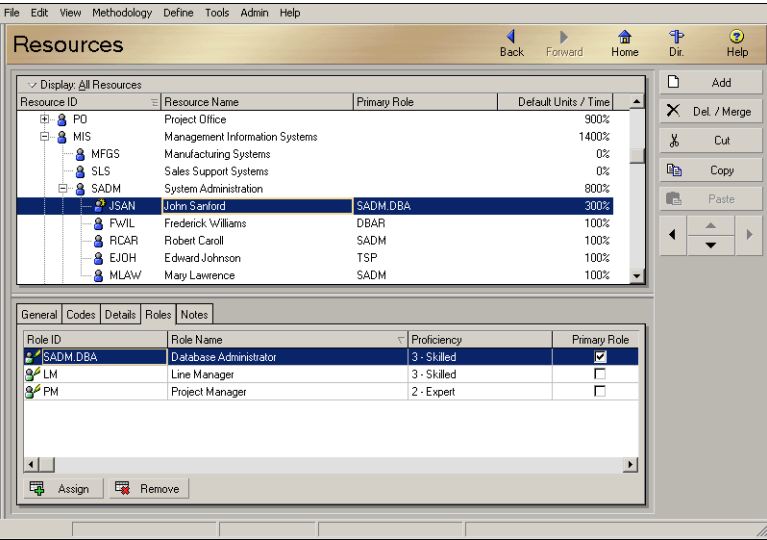 File Edit View Methodology Define Tools Admin Help
Resources
Back Forward Home Dir. Help
Display: All Resources
Resource ID Resource Name Primary Role Default Units / Time
PO Project Office 900%
MIS Management Information Systems 1400%
MFGS Manufacturing Systems 0%
SLS Sales Support Systems 0%
SADM System Administration 800%
JSAN John Sanford SADM.DBA 300%
FWIL Frederick Williams DBAR 100%
RCAR Robert Caroll SADM 100%
EJOH Edward Johnson TSP 100%
MLAW Mary Lawrence SADM 100%
Add
Del. / Merge
Cut
Copy
Paste
General Codes Details Roles Notes
Role ID Role Name Proficiency Primary Role
SADM.DBA Database Administrator 3 - Skilled
LM Line Manager 3 - Skilled
PM Project Manager 2 - Expert
Assign Remove